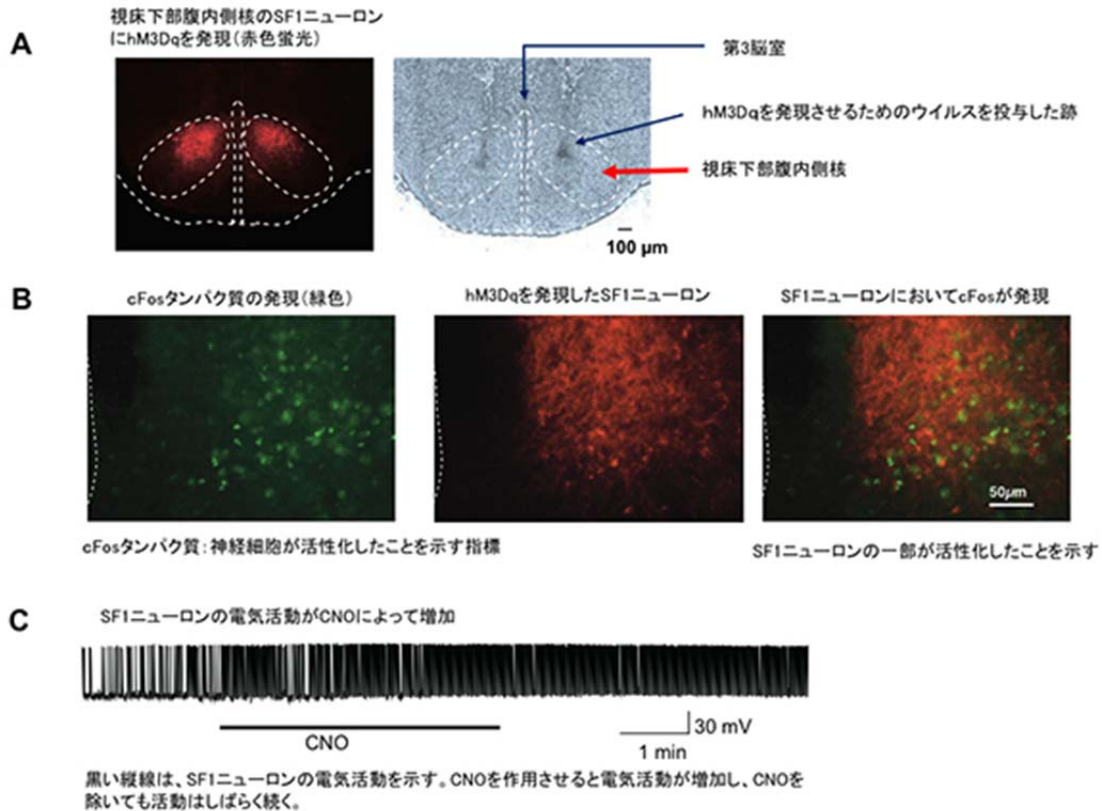 A
視床下部腹内側核のSF1ニューロン
にhM3Dqを発現(赤色蛍光)
第3脳室
hM3Dqを発現させるためのウイルスを投与した跡
視床下部腹内側核
100 μm
B
cFosタンパク質の発現(緑色)
hM3Dqを発現したSF1ニューロン
SF1ニューロンにおいてcFosが発現
50μm
cFosタンパク質:神経細胞が活性化したことを示す指標
SF1ニューロンの一部が活性化したことを示す
C
SF1ニューロンの電気活動がCNOによって増加
CNO
30 mV
1 min
黒い縦線は、SF1ニューロンの電気活動を示す。CNOを作用させると電気活動が増加し、CNOを
除いても活動はしばらく続く。